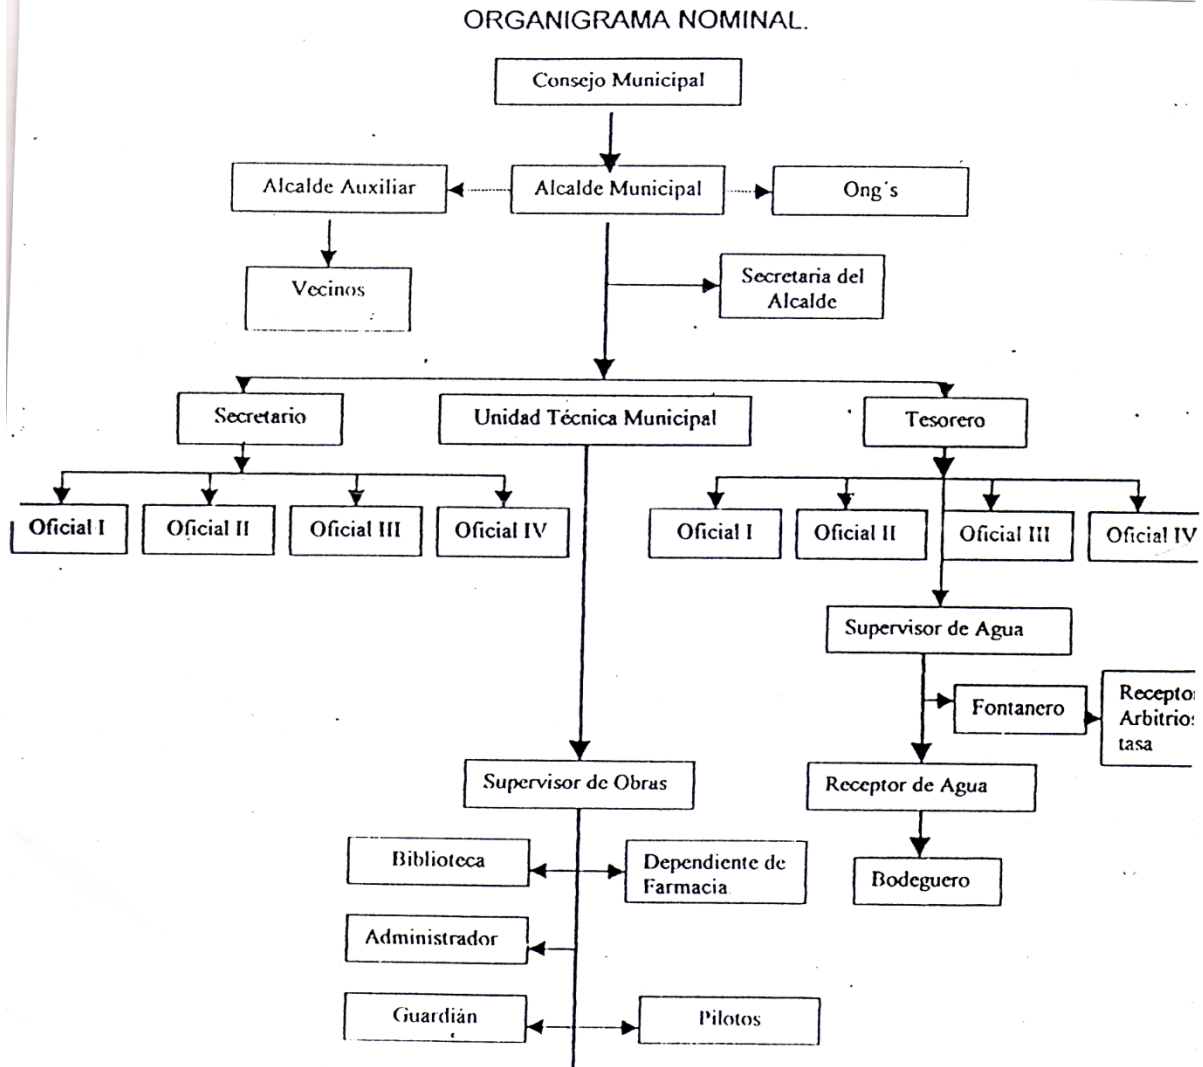 ORGANIGRAMA NOMINAL.
Consejo Municipal
Alcalde Auxiliar
Alcalde Municipal
Ong´s
Vecinos
Secretaria del
Alcalde
Secretario
Unidad Técnica Municipal
Tesorero
Oficial I
Oficial II
Oficial III
Oficial IV
Oficial I
Oficial II
Oficial III
Oficial IV
Supervisor de Agua
Fontanero
Receptor
Arbitrios
tasa
Supervisor de Obras
Receptor de Agua
Biblioteca
Dependiente de
Farmacia
Bodeguero
Administrador
Guardián
Pilotos